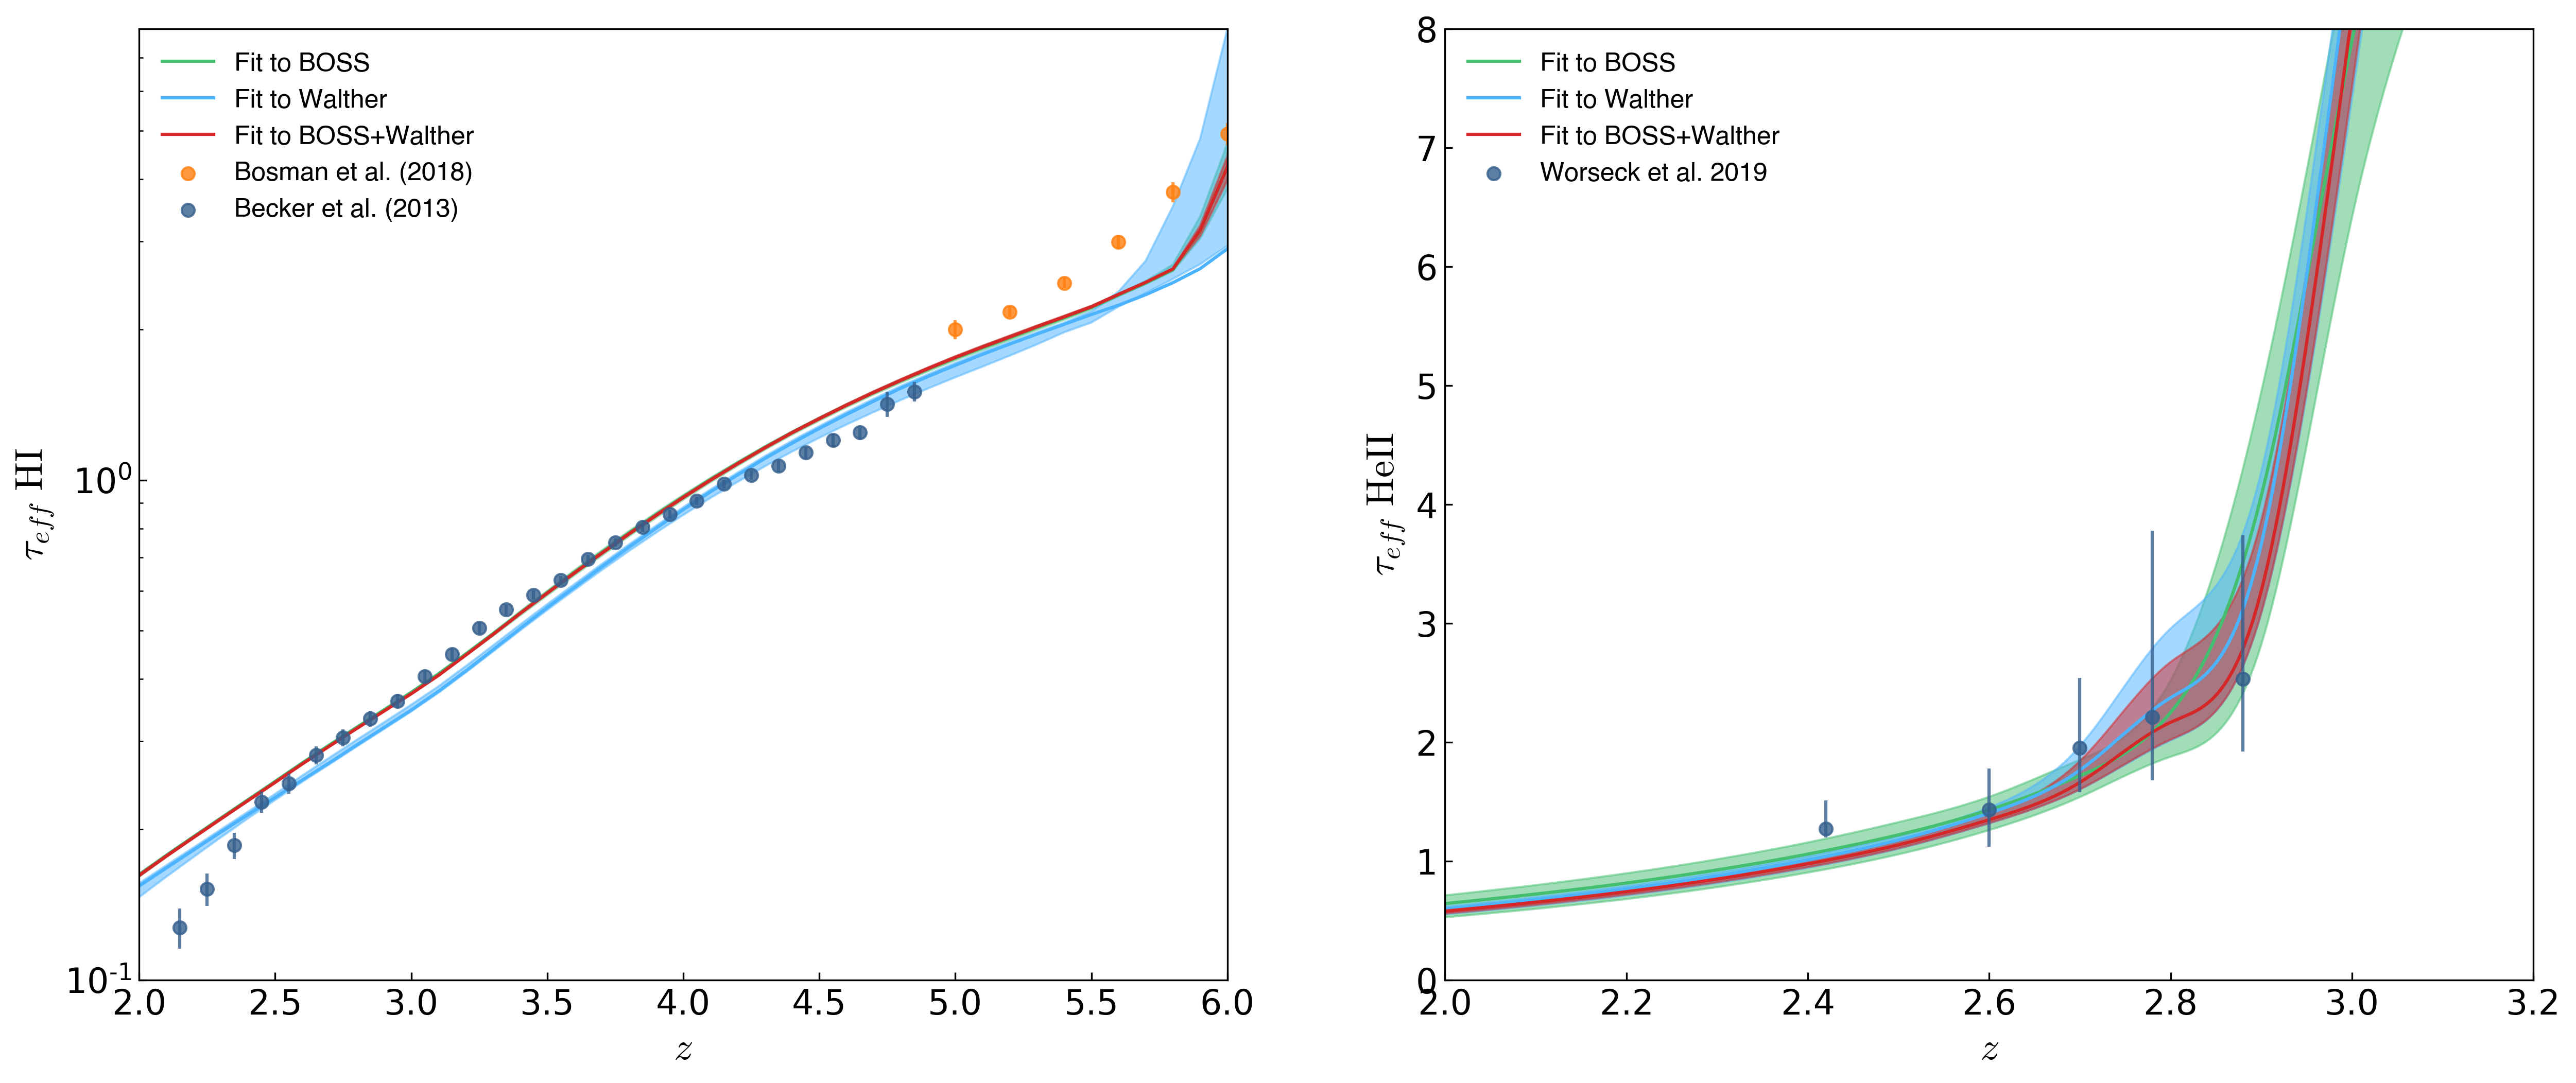 Fit to BOSS
Fit to Walther
Fit to BOSS+Walther
Bosman et al. (2018)
Becker et al. (2013)
τ_{eff} HI
10^0
10^{-1}
2.0 2.5 3.0 3.5 4.0 4.5 5.0 5.5 6.0
z
Fit to BOSS
Fit to Walther
Fit to BOSS+Walther
Worseck et al. 2019
τ_{eff} HeII
8
7
6
5
4
3
2
1
0
2.0 2.2 2.4 2.6 2.8 3.0 3.2
z